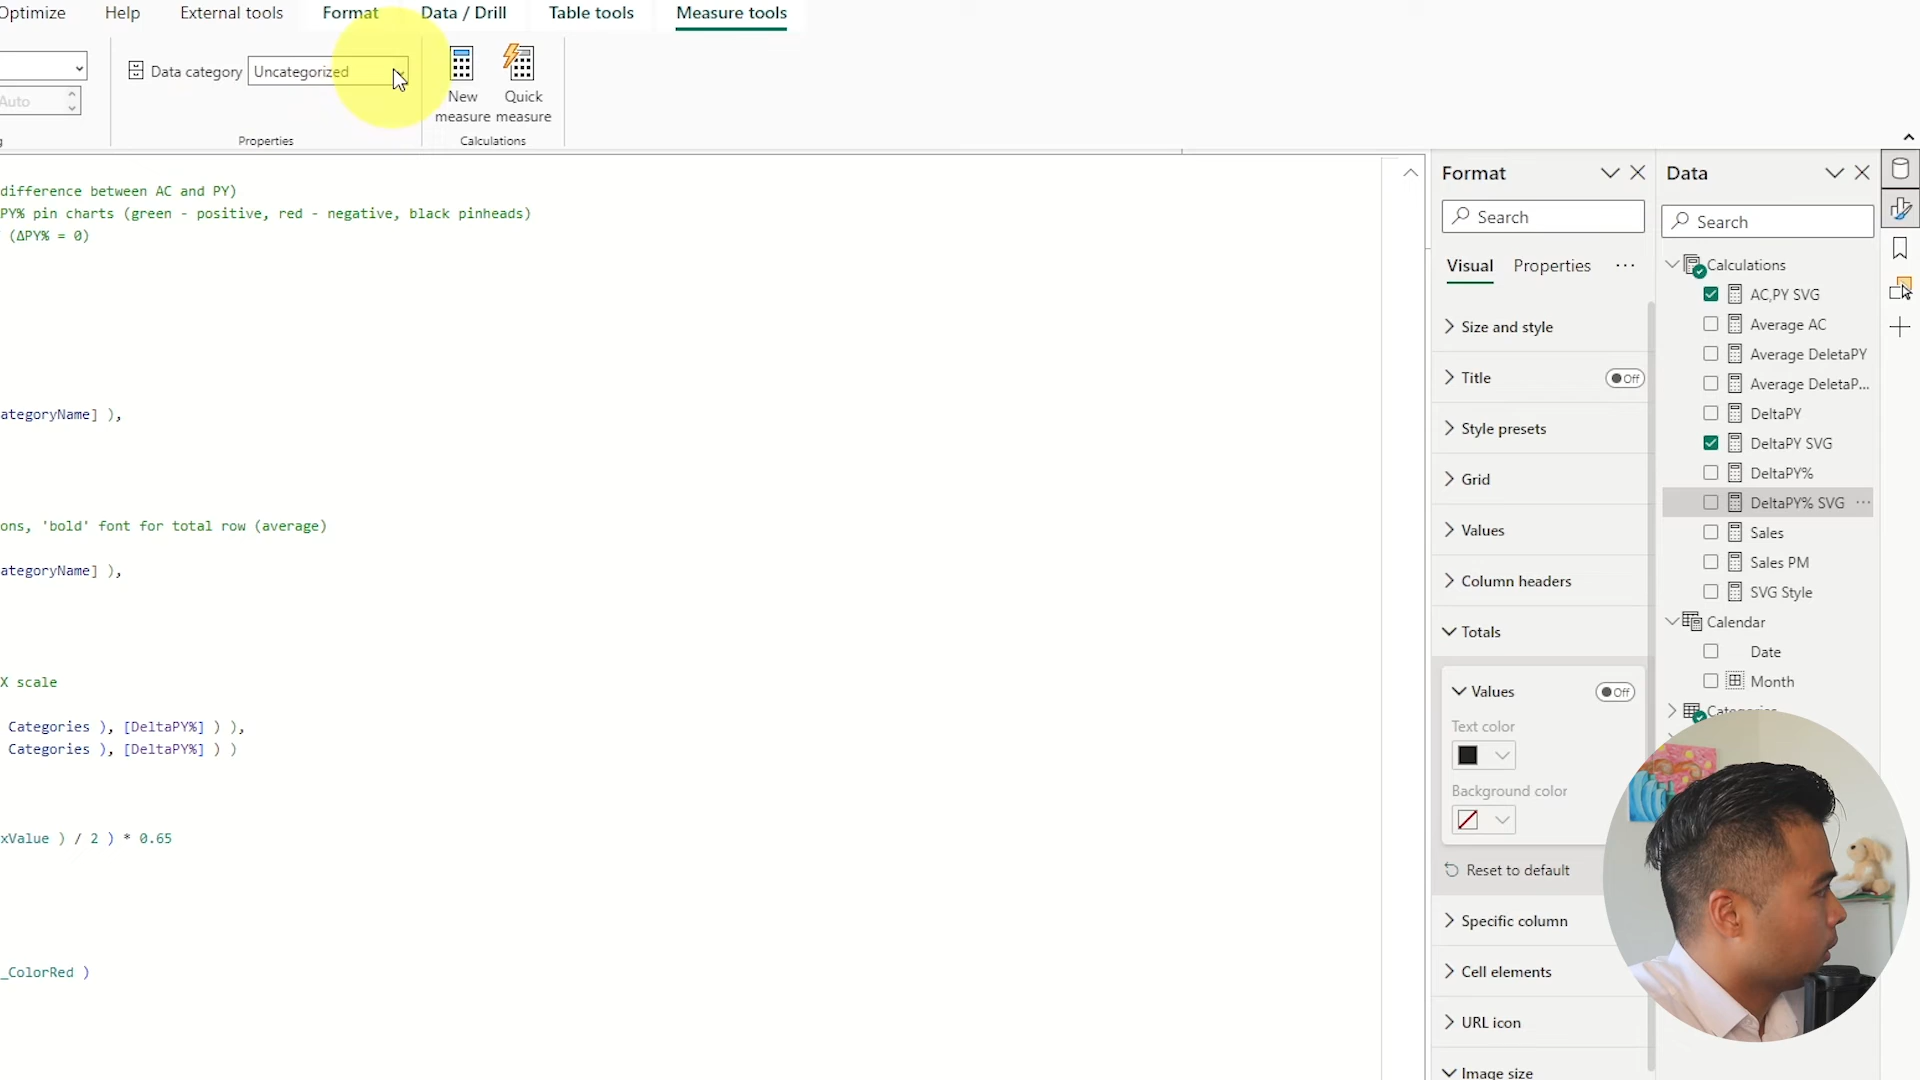 Optimize
Help
External tools
Format
Data / Drill
Table tools
Measure tools
Data category
Uncategorized
New measure
Quick measure
Auto
Properties
Calculations
difference between AC and PY)
PY% pin charts (green - positive, red - negative, black pinheads)
(ΔPY% = 0)
ategoryName] ),
ons, 'bold' font for total row (average)
ategoryName] ),
X scale
Categories ), [DeltaPY%] ) ),
Categories ), [DeltaPY%] ) )
xValue ) / 2 ) * 0.65
_ColorRed )
Format
Search
Visual
Properties
...
Size and style
Title
Off
Style presets
Grid
Values
Column headers
Totals
Values
Off
Text color
Background color
Reset to default
Specific column
Cell elements
URL icon
Image size
Data
Search
Calculations
AC,PY SVG
Average AC
Average DeletaPY
Average DeletaP...
DeltaPY
DeltaPY SVG
DeltaPY%
DeltaPY% SVG
...
Sales
Sales PM
SVG Style
Calendar
Date
Month